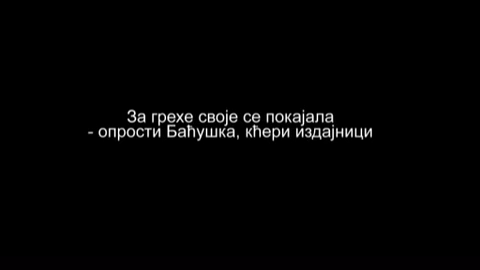 За грехе своје се покајала
- опрости Баћушка, кћери издајници